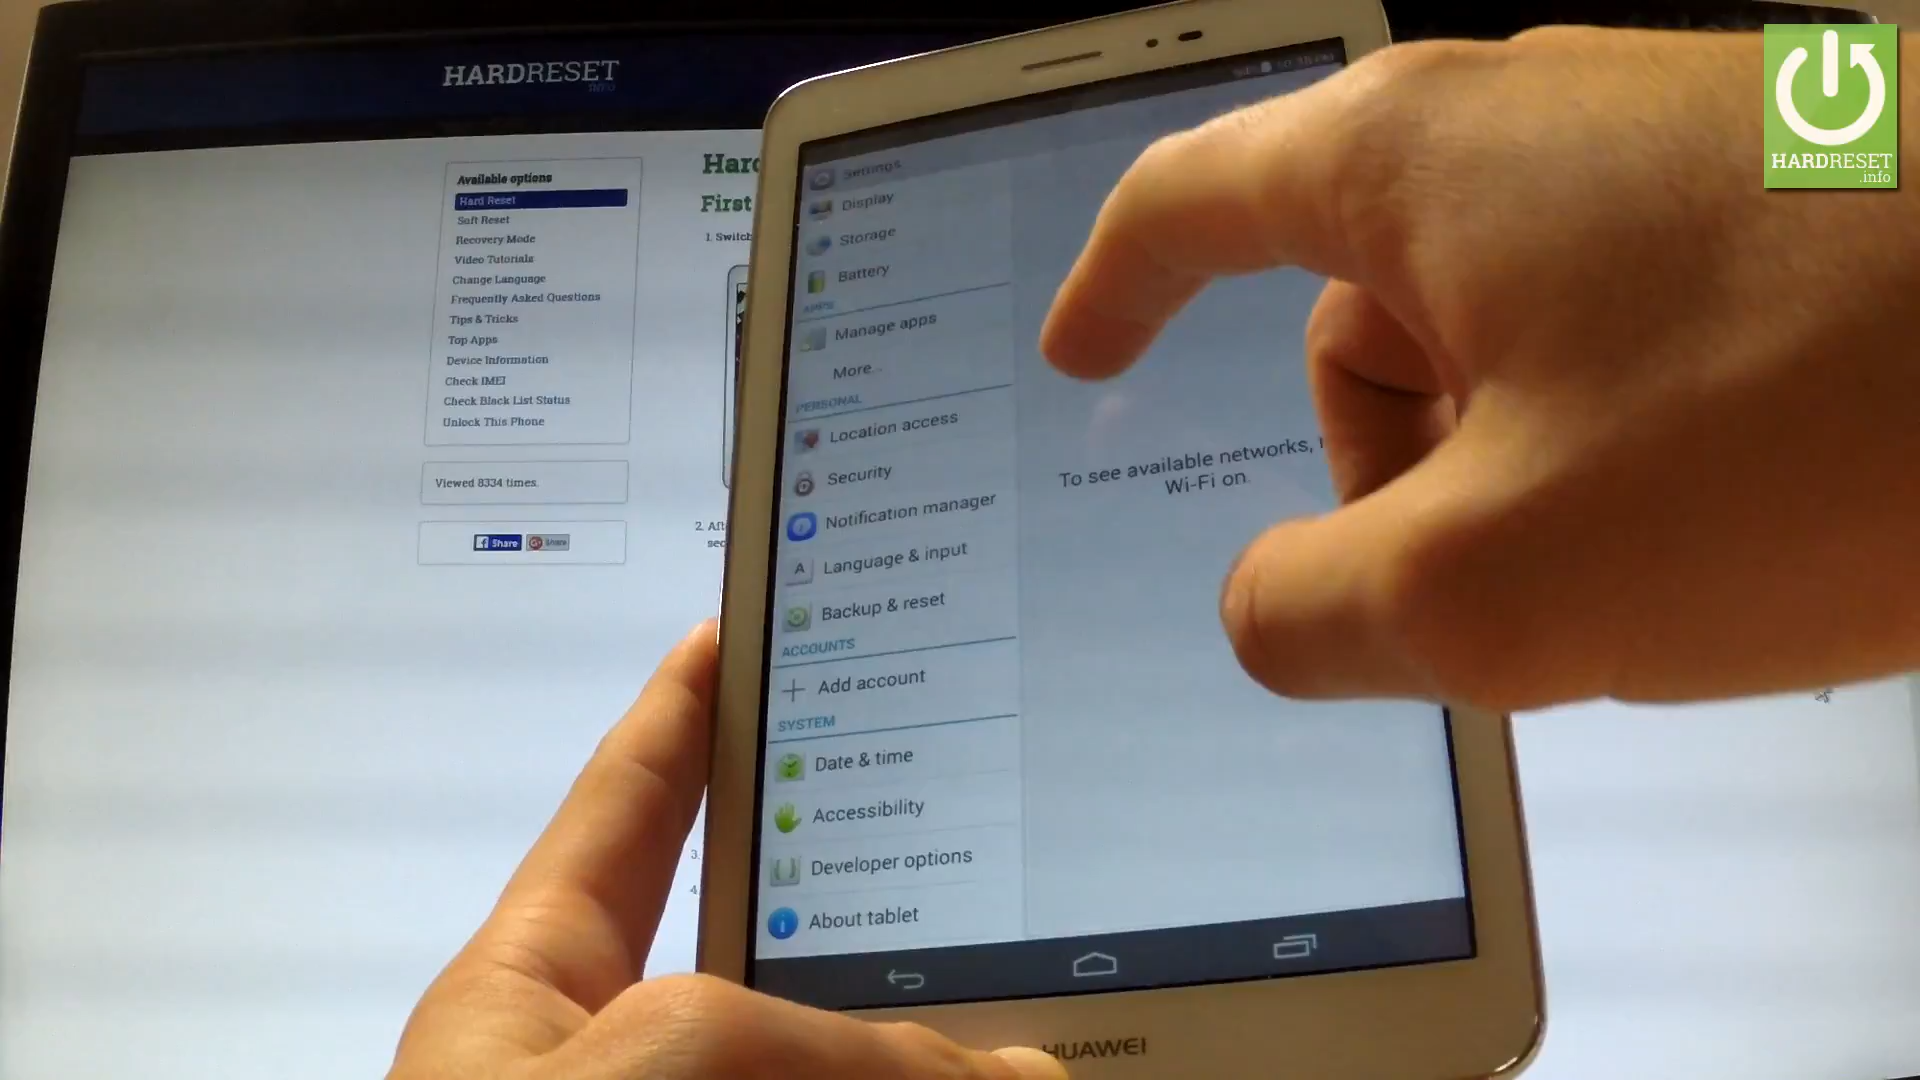 HARDRESET
.info
HARDRESET
.info
Available options
Hard Reset
Soft Reset
Recovery Mode
Video Tutorials
Change Language
Frequently Asked Questions
Tips & Tricks
Top Apps
Device Information
Check IMEI
Check Black List Status
Unlock This Phone
Viewed 8334 times.
Share
Share
First
1. Switch
2.
3.
4.
Settings
Display
Storage
Battery
APPS
Manage apps
More...
PERSONAL
Location access
Security
Notification manager
A
Language & input
Backup & reset
ACCOUNTS
Add account
SYSTEM
Date & time
Accessibility
Developer options
About tablet
To see available networks,
Wi-Fi on.
HUAWEI